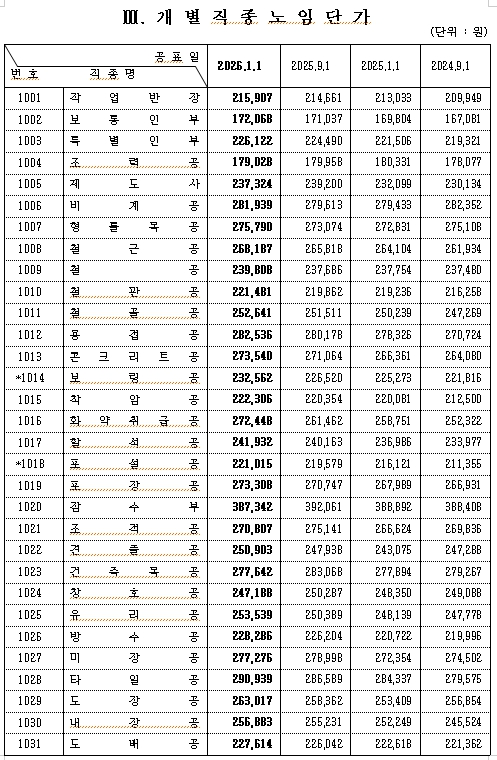 Ⅲ. 개 별 직 종 노 임 단 가
(단위 : 원)
공 표 일
번 호 직 종 명 2026.1.1 2025.9.1 2025.1.1 2024.9.1
1001 작 업 반 장 215,907 214,661 213,033 209,949
1002 보 통 인 부 172,068 171,037 169,804 167,081
1003 특 별 인 부 226,122 224,490 221,506 219,321
1004 조 력 공 179,028 179,958 180,331 178,077
1005 제 도 사 237,324 239,200 232,099 230,134
1006 비 계 공 281,939 279,613 279,433 282,352
1007 형 틀 목 공 275,790 273,074 272,831 275,108
1008 철 근 공 268,187 265,818 264,104 261,934
1009 철 공 239,808 237,686 237,754 237,480
1010 철 판 공 221,481 219,862 219,236 216,258
1011 철 골 공 252,641 251,511 250,239 247,269
1012 용 접 공 282,536 280,178 278,326 270,724
1013 콘 크 리 트 공 273,540 271,064 266,361 264,080
*1014 보 링 공 232,562 226,520 225,273 221,816
1015 착 암 공 222,306 220,354 220,081 212,500
1016 화 약 취 급 공 272,448 261,462 258,751 252,322
1017 할 석 공 241,932 240,163 236,986 233,977
*1018 포 설 공 221,015 219,579 216,121 211,355
1019 포 장 공 273,308 270,747 267,989 266,931
1020 잠 수 부 387,342 392,061 388,892 388,408
1021 조 적 공 270,807 275,141 266,624 269,836
1022 견 출 공 250,903 247,938 243,075 247,288
1023 건 축 목 공 277,642 283,068 277,894 279,267
1024 창 호 공 247,188 250,287 248,350 249,088
1025 유 리 공 253,539 250,389 248,139 247,778
1026 방 수 공 228,286 226,204 220,722 219,996
1027 미 장 공 277,276 278,998 272,354 274,502
1028 타 일 공 290,939 286,589 284,337 279,575
1029 도 장 공 263,017 258,362 253,409 256,854
1030 내 장 공 256,883 255,231 252,249 245,524
1031 도 배 공 227,614 226,042 222,618 221,362